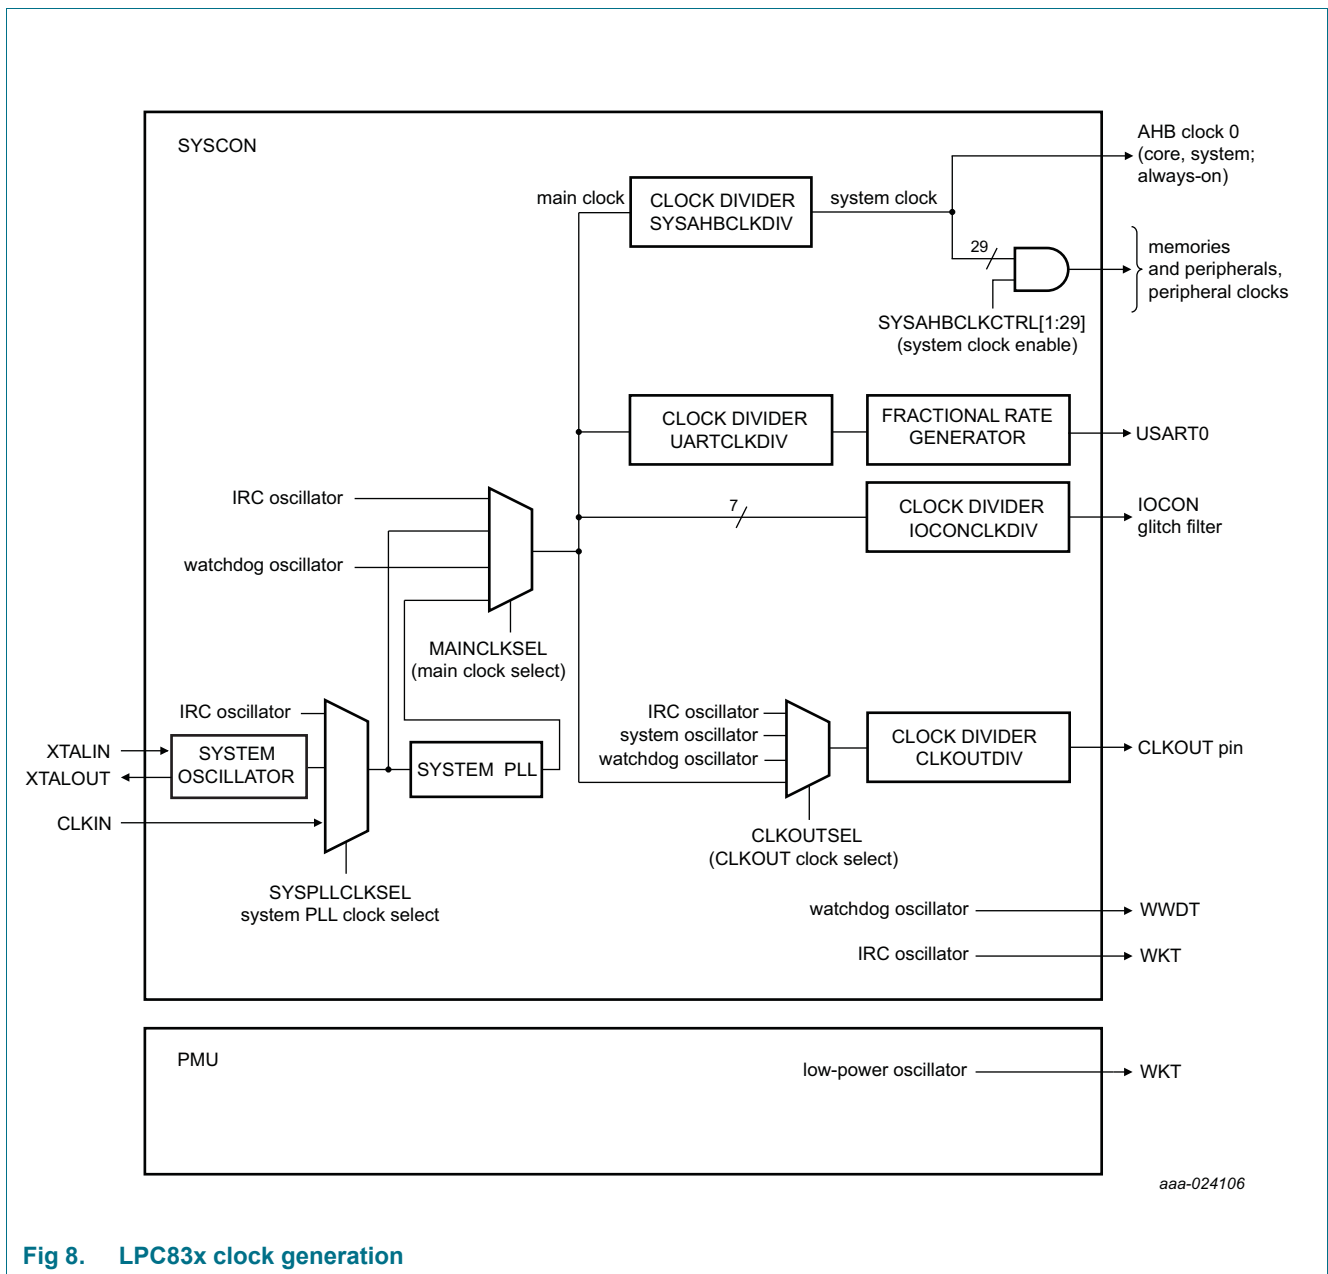 SYSCON
AHB clock 0
(core, system;
always-on)
main clock
CLOCK DIVIDER
SYSAHBCLKDIV
system clock
29
memories
and peripherals,
peripheral clocks
SYSAHBCLKCTRL[1:29]
(system clock enable)
CLOCK DIVIDER
UARTCLKDIV
FRACTIONAL RATE
GENERATOR
USART0
IRC oscillator
7
CLOCK DIVIDER
IOCONCLKDIV
IOCON
glitch filter
watchdog oscillator
MAINCLKSEL
(main clock select)
IRC oscillator
XTALIN
XTALOUT
SYSTEM
OSCILLATOR
SYSTEM PLL
CLKIN
SYSPLLCLKSEL
system PLL clock select
IRC oscillator
system oscillator
watchdog oscillator
CLOCK DIVIDER
CLKOUTDIV
CLKOUT pin
CLKOUTSEL
(CLKOUT clock select)
watchdog oscillator
WWDT
IRC oscillator
WKT
PMU
low-power oscillator
WKT
aaa-024106
Fig 8. LPC83x clock generation